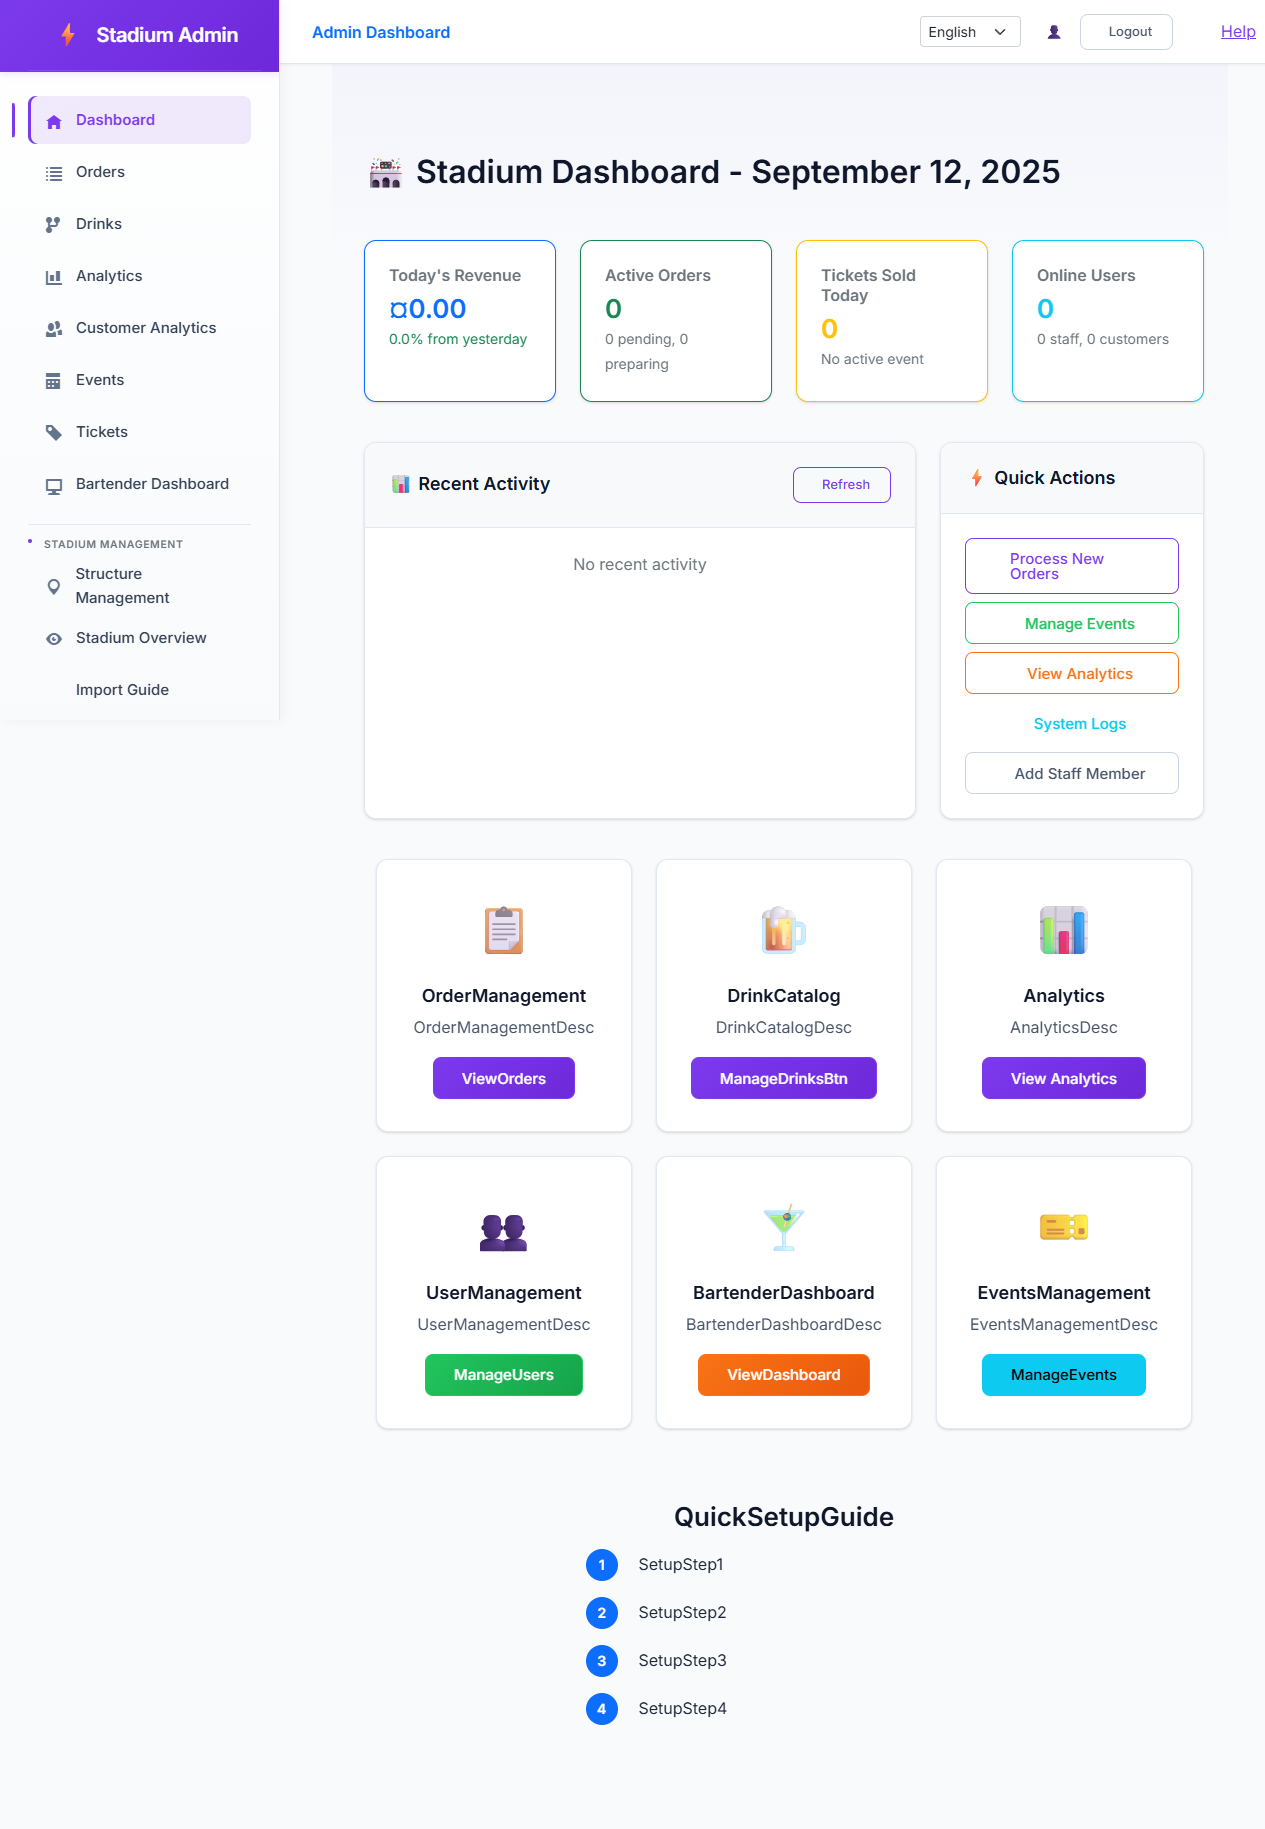 Stadium Admin
Admin Dashboard
English
Logout
Help
Dashboard
Orders
Drinks
Analytics
Customer Analytics
Events
Tickets
Bartender Dashboard
STADIUM MANAGEMENT
Structure
Management
Stadium Overview
Import Guide
Stadium Dashboard - September 12, 2025
Today's Revenue
¤0.00
0.0% from yesterday
Active Orders
0
0 pending, 0
preparing
Tickets Sold
Today
0
No active event
Online Users
0
0 staff, 0 customers
Recent Activity
Refresh
No recent activity
Quick Actions
Process New
Orders
Manage Events
View Analytics
System Logs
Add Staff Member
OrderManagement
OrderManagementDesc
ViewOrders
DrinkCatalog
DrinkCatalogDesc
ManageDrinksBtn
Analytics
AnalyticsDesc
View Analytics
UserManagement
UserManagementDesc
ManageUsers
BartenderDashboard
BartenderDashboardDesc
ViewDashboard
EventsManagement
EventsManagementDesc
ManageEvents
QuickSetupGuide
1 SetupStep1
2 SetupStep2
3 SetupStep3
4 SetupStep4